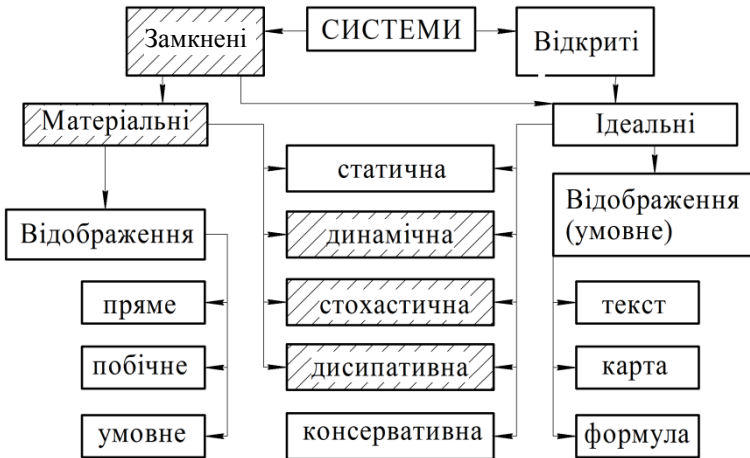 Замкнені
СИСТЕМИ
Відкриті
Матеріальні
Ідеальні
статична
Відображення
(умовне)
Відображення
динамічна
пряме
стохастична
текст
побічне
дисипативна
карта
умовне
консервативна
формула